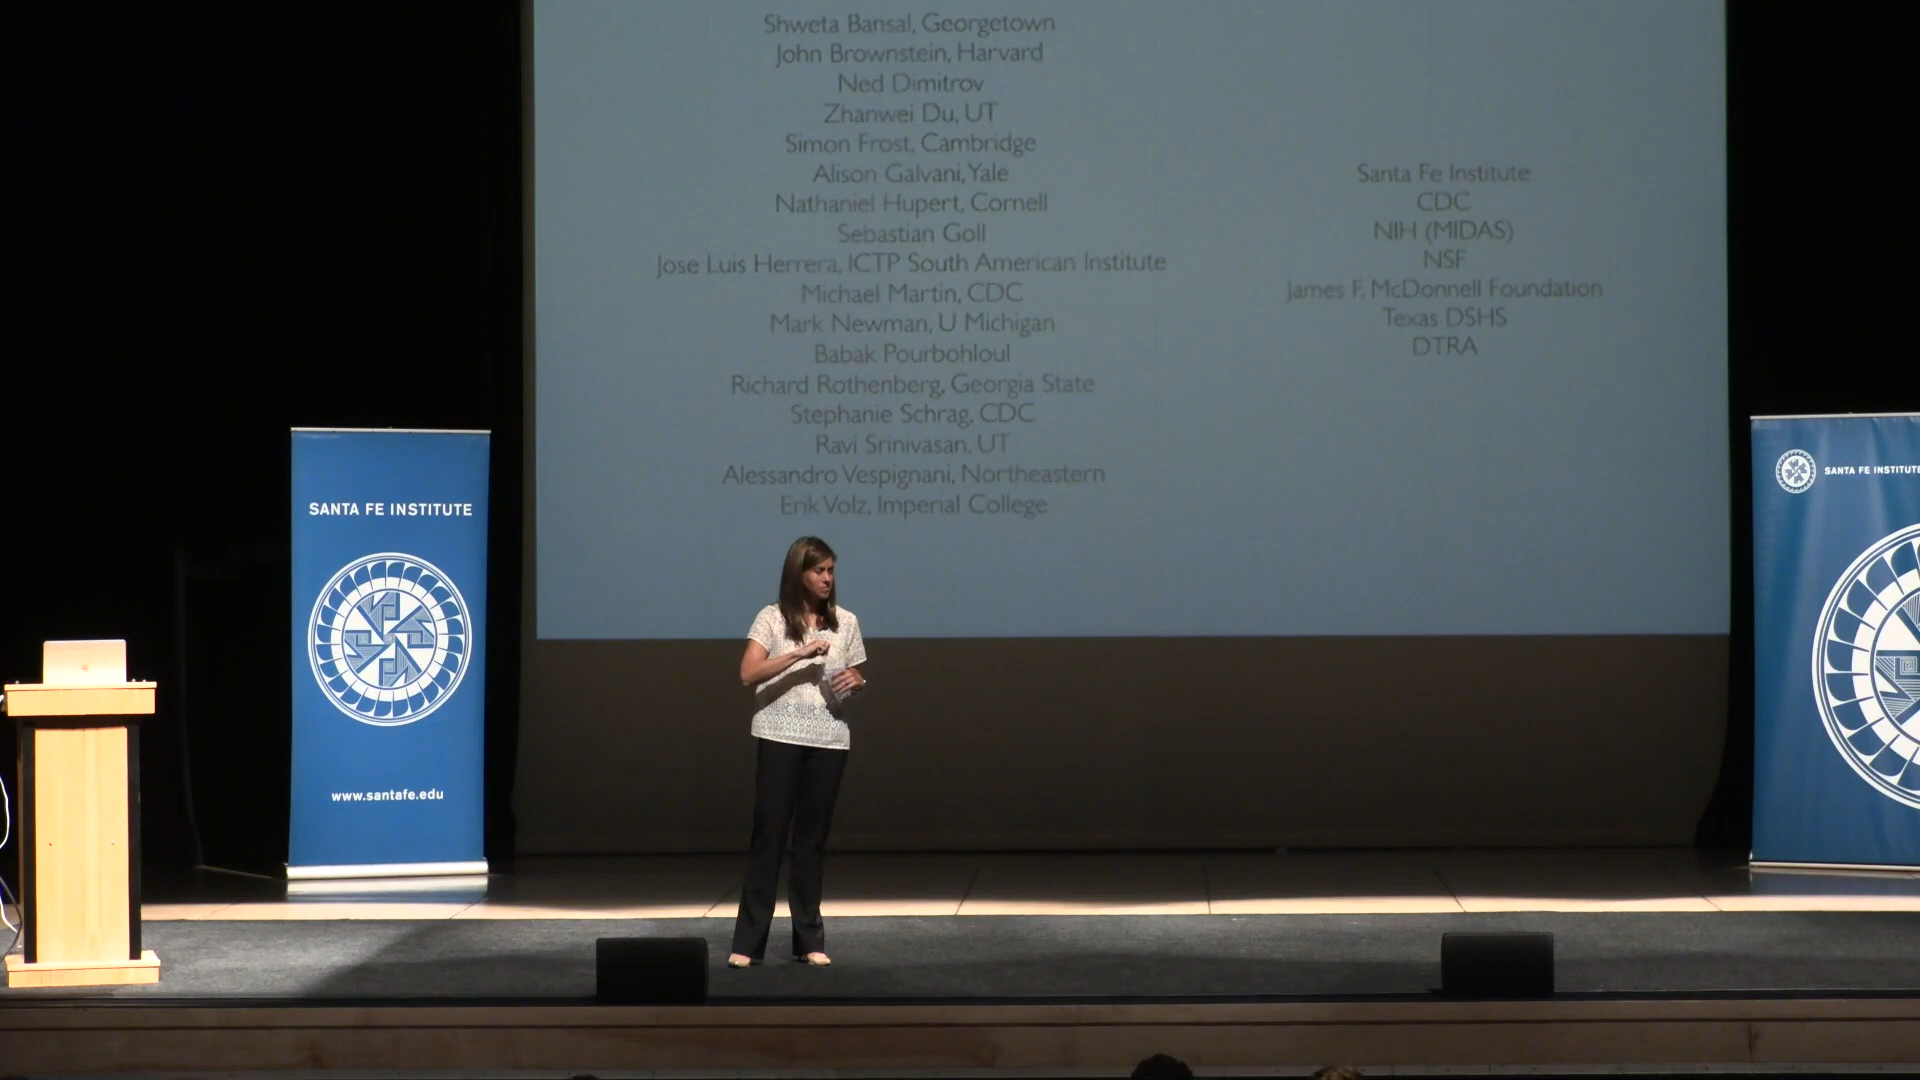 Shweta Bansal, Georgetown
John Brownstein, Harvard
Ned Dimitrov
Zhanwei Du, UT
Simon Frost, Cambridge
Alison Galvani, Yale
Nathaniel Hupert, Cornell
Sebastian Goll
Jose Luis Herrera, ICTP South American Institute
Michael Martin, CDC
Mark Newman, U Michigan
Babak Pourbohloul
Richard Rothenberg, Georgia State
Stephanie Schrag, CDC
Ravi Srinivasan, UT
Alessandro Vespignani, Northeastern
Erik Volz, Imperial College
Santa Fe Institute
CDC
NIH (MIDAS)
NSF
James F. McDonnell Foundation
Texas DSHS
DTRA
SANTA FE INSTITUTE
www.santafe.edu
SANTA FE INSTITUTE